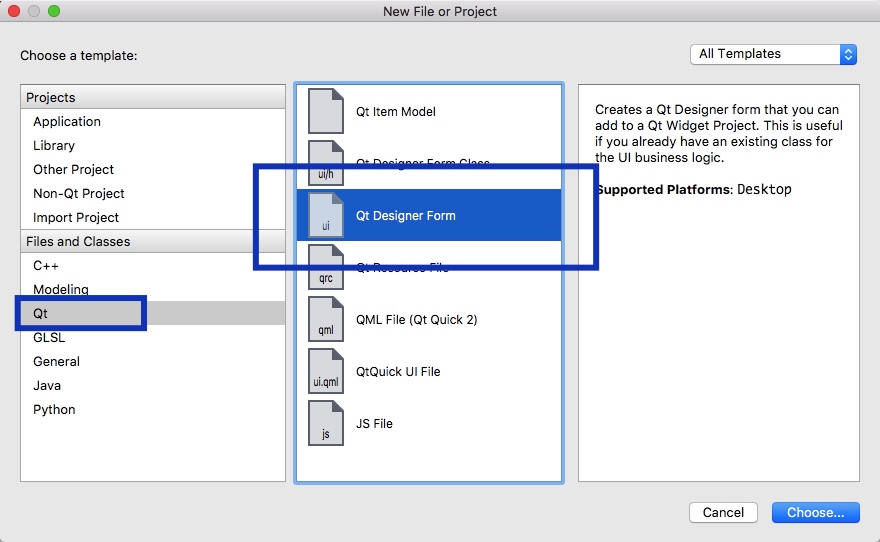 New File or Project
Choose a template:
All Templates
Projects
Application
Library
Other Project
Non-Qt Project
Import Project
Files and Classes
C++
Modeling
Qt
GLSL
General
Java
Python
Qt Item Model
ui/h
Qt Designer Form Class
ui
Qt Designer Form
qrc
Qt Resource File
qml
QML File (Qt Quick 2)
ui.qml
QtQuick UI File
js
JS File
Creates a Qt Designer form that you can
add to a Qt Widget Project. This is useful
if you already have an existing class for
the UI business logic.
Supported Platforms: Desktop
Cancel
Choose...